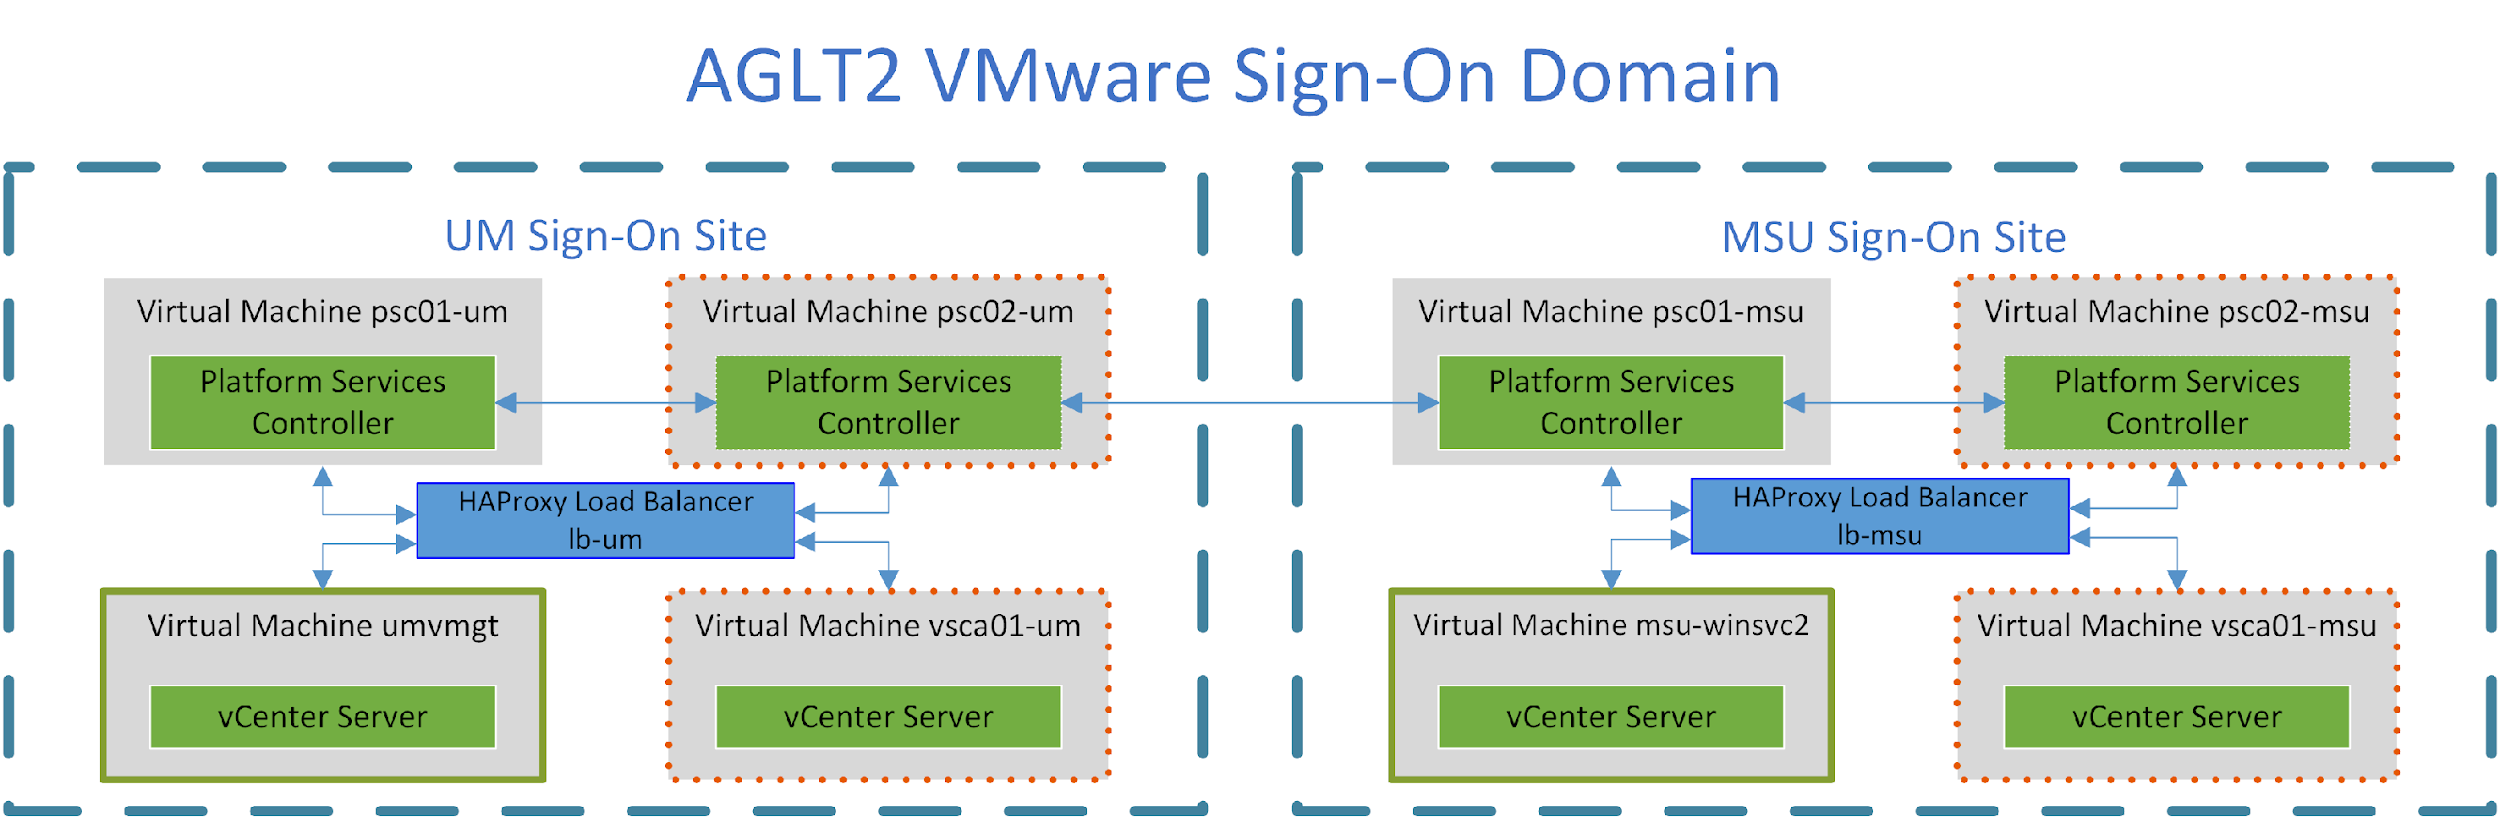 AGLT2 VMware Sign-On Domain
UM Sign-On Site
Virtual Machine psc01-um
Platform Services
Controller
Virtual Machine psc02-um
Platform Services
Controller
HAProxy Load Balancer
lb-um
Virtual Machine umvmgt
vCenter Server
Virtual Machine vsca01-um
vCenter Server
MSU Sign-On Site
Virtual Machine psc01-msu
Platform Services
Controller
Virtual Machine psc02-msu
Platform Services
Controller
HAProxy Load Balancer
lb-msu
Virtual Machine msu-winsvc2
vCenter Server
Virtual Machine vsca01-msu
vCenter Server